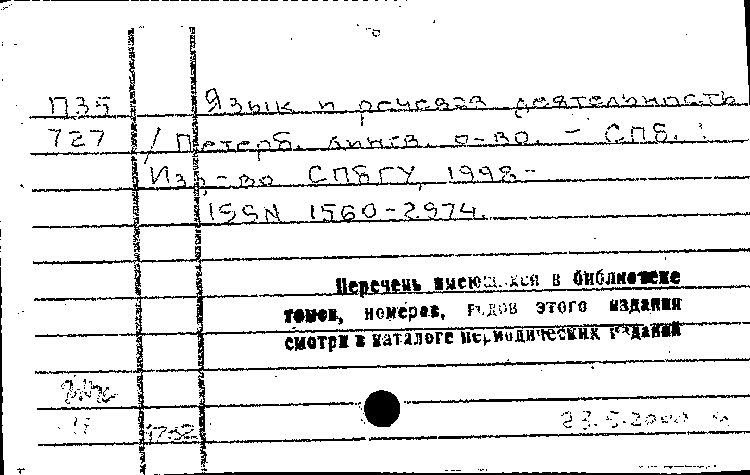 П35 Язык и речевая деятельность
727 / Петерб. лингв. о-во. - СПб. :
Изд-во СПбГУ, 1998-
ISSN 1560-2974.
Перечень имеющихся в библиотеке
томов, номеров, годов этого издания
смотри в каталоге периодических изданий
1732
23.5.2000